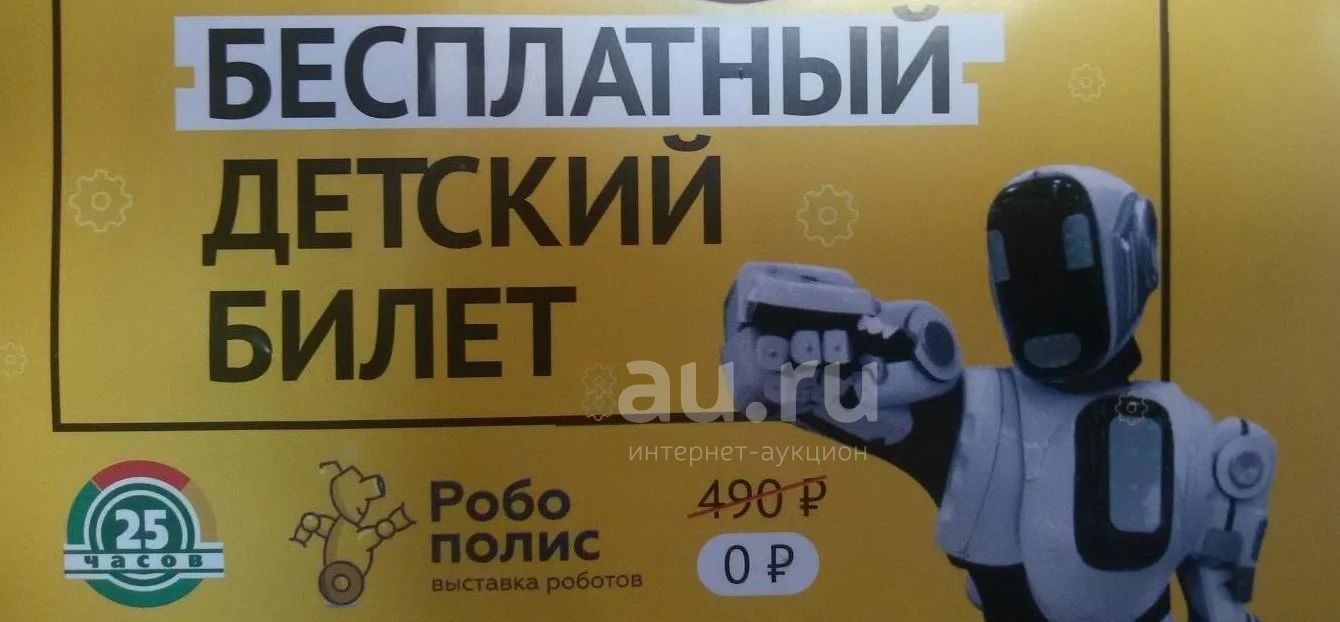 БЕСПЛАТНЫЙ
ДЕТСКИЙ
БИЛЕТ
au.ru
интернет-аукцион
25
часов
Робо
полис
выставка роботов
490 ₽
0 ₽